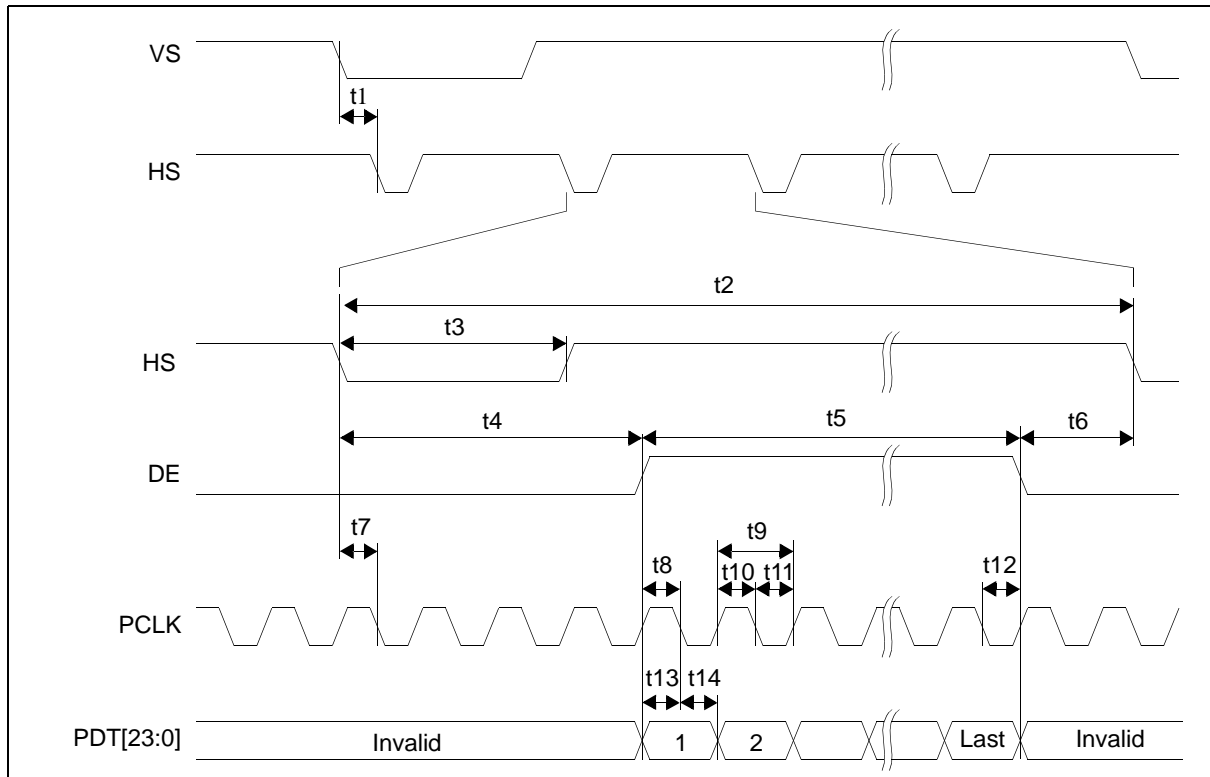 VS
t1
HS
t2
t3
HS
t4
t5
t6
DE
t7
t9
t8
t10
t11
t12
PCLK
t13
t14
PDT[23:0]
Invalid
1
2
Last
Invalid